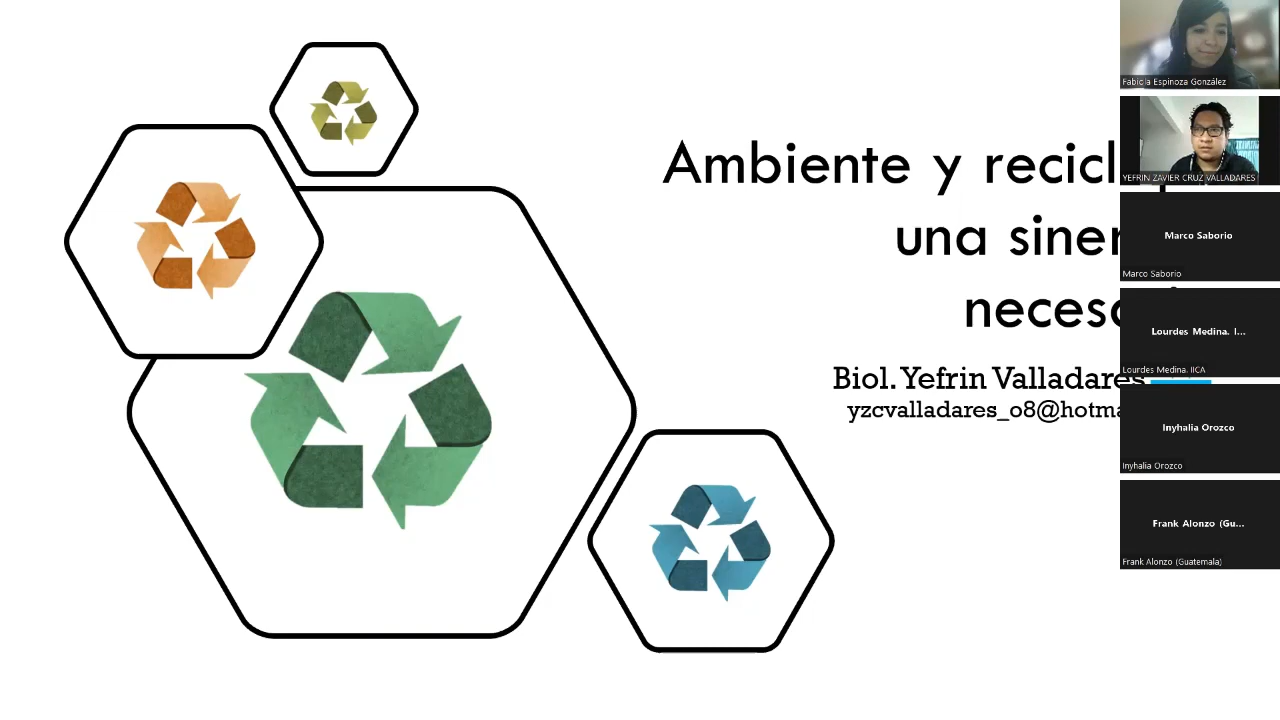 Ambiente y recicl
una siner
neces
Biol. Yefrin Valladares
yzcvalladares_08@hotma
Fabiola Espinoza González
YEFRIN ZAVIER CRUZ VALLADARES
Marco Saborio
Marco Saborio
Lourdes Medina. I...
Lourdes Medina. IICA
Inyhalia Orozco
Inyhalia Orozco
Frank Alonzo (Gu...
Frank Alonzo (Guatemala)